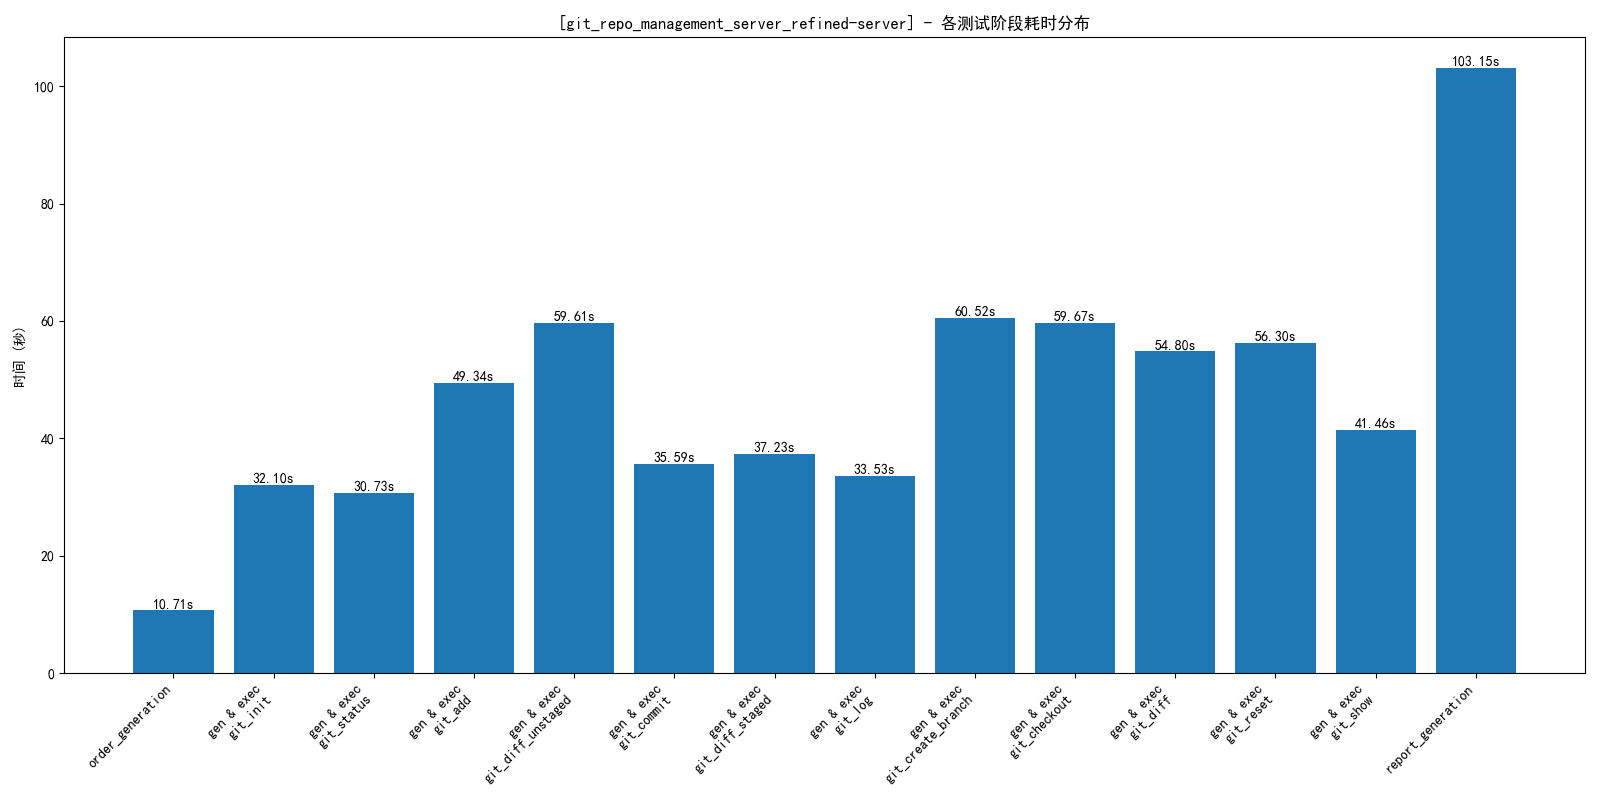 [git_repo_management_server_refined-server] - 各测试阶段耗时分布
时间 (秒)
100
80
60
40
20
0
10.71s
32.10s
30.73s
49.34s
59.61s
35.59s
37.23s
33.53s
60.52s
59.67s
54.80s
56.30s
41.46s
103.15s
order_generation
gen & exec
git_init
gen & exec
git_status
gen & exec
git_add
gen & exec
git_diff_unstaged
gen & exec
git_commit
gen & exec
git_diff_staged
gen & exec
git_log
gen & exec
git_create_branch
gen & exec
git_checkout
gen & exec
git_diff
gen & exec
git_reset
gen & exec
git_show
report_generation